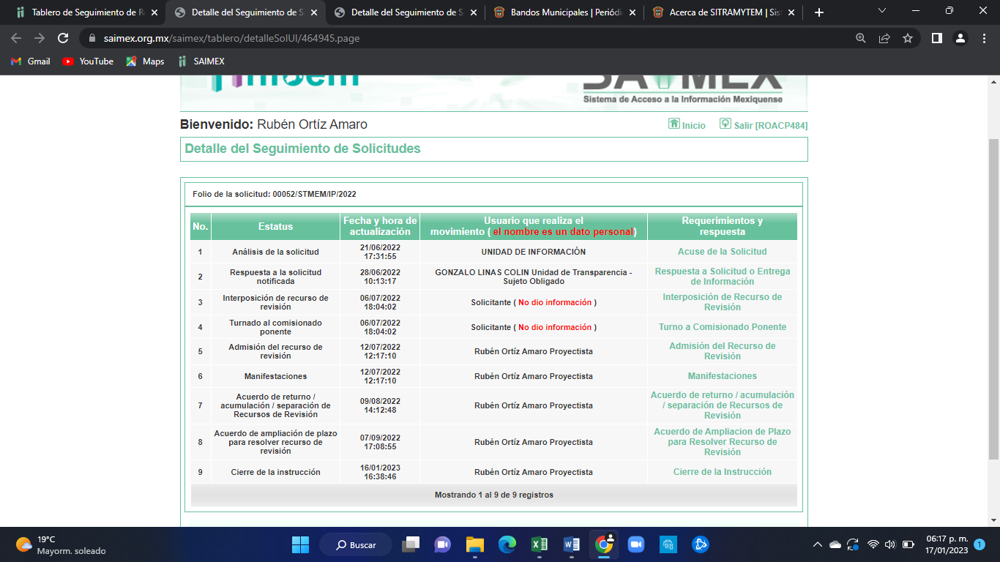 Tablero de Seguimiento de R
Detalle del Seguimiento de S
Detalle del Seguimiento de S
Bandos Municipales | Periódi
Acerca de SITRAMYTEM | Sist
saimex.org.mx/saimex/tablero/detalleSolUI/464945.page
Gmail
YouTube
Maps
SAIMEX
Sistema de Acceso a la Información Mexiquense
Bienvenido: Rubén Ortíz Amaro
Inicio
Salir [ROACP484]
Detalle del Seguimiento de Solicitudes
Folio de la solicitud: 00052/STMEM/IP/2022
No.
Estatus
Fecha y hora de
actualización
Usuario que realiza el
movimiento ( el nombre es un dato personal)
Requerimientos y
respuesta
1
Análisis de la solicitud
21/06/2022
17:31:55
UNIDAD DE INFORMACIÓN
Acuse de la Solicitud
2
Respuesta a la solicitud
notificada
28/06/2022
10:13:17
GONZALO LINAS COLIN Unidad de Transparencia -
Sujeto Obligado
Respuesta a Solicitud o Entrega
de Información
3
Interposición de recurso de
revisión
06/07/2022
18:04:02
Solicitante ( No dio información )
Interposición de Recurso de
Revisión
4
Turnado al comisionado
ponente
06/07/2022
18:04:02
Solicitante ( No dio información )
Turno a Comisionado Ponente
5
Admisión del recurso de
revisión
12/07/2022
12:17:10
Rubén Ortíz Amaro Proyectista
Admisión del Recurso de
Revisión
6
Manifestaciones
12/07/2022
12:17:10
Rubén Ortíz Amaro Proyectista
Manifestaciones
7
Acuerdo de returno /
acumulación / separación de
Recursos de Revisión
09/08/2022
14:12:48
Rubén Ortíz Amaro Proyectista
Acuerdo de returno / acumulación
/ separación de Recursos de
Revisión
8
Acuerdo de ampliación de plazo
para resolver recurso de
revisión
07/09/2022
17:08:55
Rubén Ortíz Amaro Proyectista
Acuerdo de Ampliacion de Plazo
para Resolver Recurso de
Revisión
9
Cierre de la instrucción
16/01/2023
16:38:46
Rubén Ortíz Amaro Proyectista
Cierre de la Instrucción
Mostrando 1 al 9 de 9 registros
19°C
Mayorm. soleado
Buscar
06:17 p. m.
17/01/2023
1